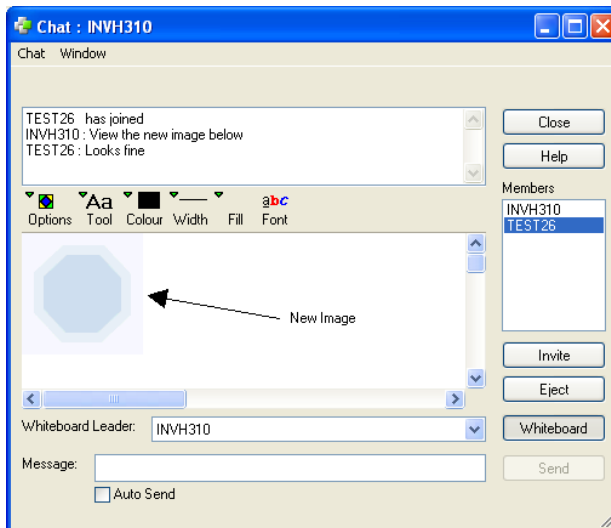 Chat : INVH310
Chat Window
TEST26 has joined
INVH310 : View the new image below
TEST26 : Looks fine
Close
Help
Members
INVH310
TEST26
Aa abc
Options Tool Colour Width Fill Font
New Image
Invite
Eject
Whiteboard Leader: INVH310
Whiteboard
Message:
Send
Auto Send